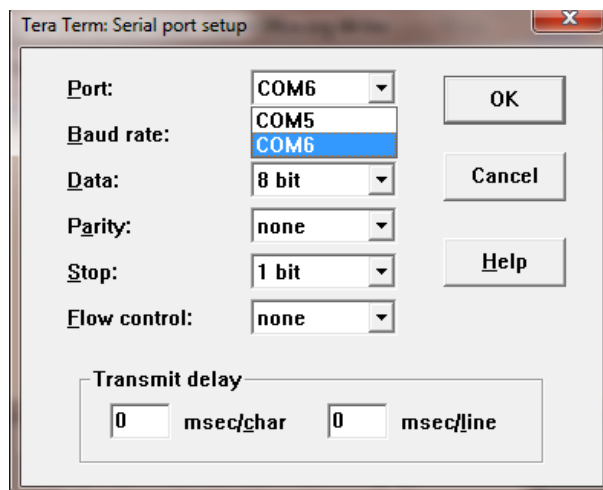 Tera Term: Serial port setup
Port: COM6
COM5
COM6
Baud rate:
Data: 8 bit
Parity: none
Stop: 1 bit
Flow control: none
OK
Cancel
Help
Transmit delay
0 msec/char 0 msec/line